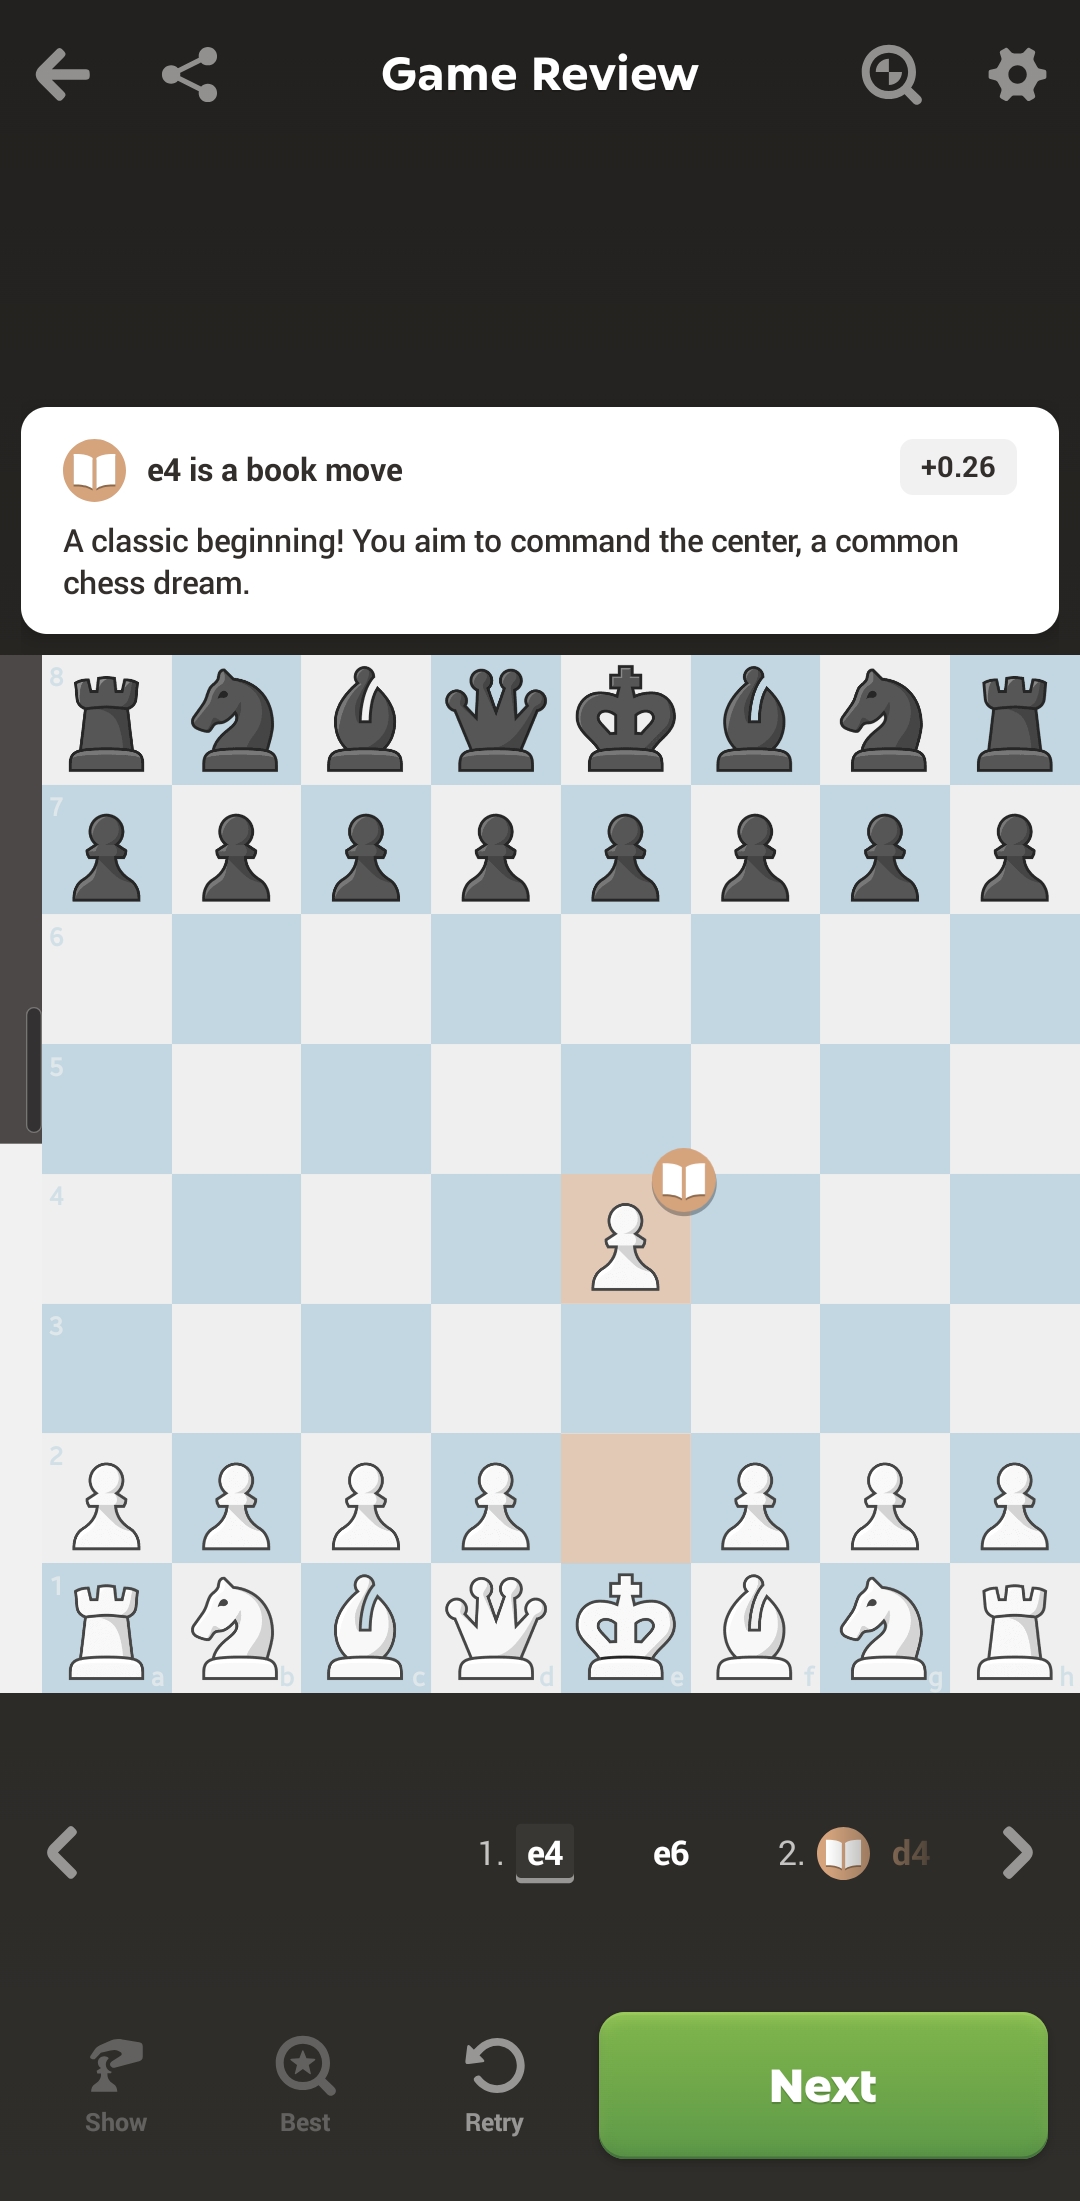 Game Review
e4 is a book move
+0.26
A classic beginning! You aim to command the center, a common
chess dream.
8
7
6
5
4
3
2
1
a b c d e f g h
1. e4 e6 2. d4
Show
Best
Retry
Next